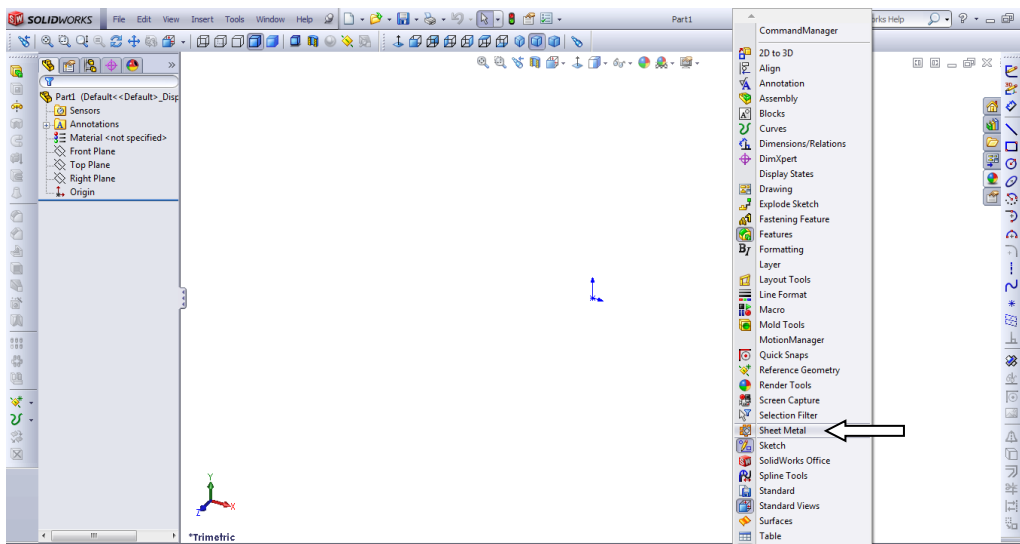 SOLIDWORKS File Edit View Insert Tools Window Help Part1 orks Help
CommandManager
2D to 3D
Align
Annotation
Assembly
Blocks
Curves
Dimensions/Relations
DimXpert
Display States
Drawing
Explode Sketch
Fastening Feature
Features
Formatting
Layer
Layout Tools
Line Format
Macro
Mold Tools
MotionManager
Quick Snaps
Reference Geometry
Render Tools
Screen Capture
Selection Filter
Sheet Metal
Sketch
SolidWorks Office
Spline Tools
Standard
Standard Views
Surfaces
Table
Part1 (Default<<Default>_Disp
Sensors
Annotations
Material <not specified>
Front Plane
Top Plane
Right Plane
Origin
Y
X
Z
*Trimetric